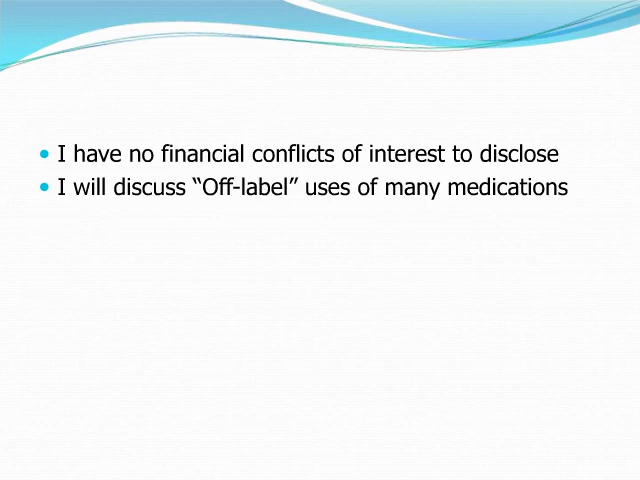 • I have no financial conflicts of interest to disclose
• I will discuss “Off-label” uses of many medications